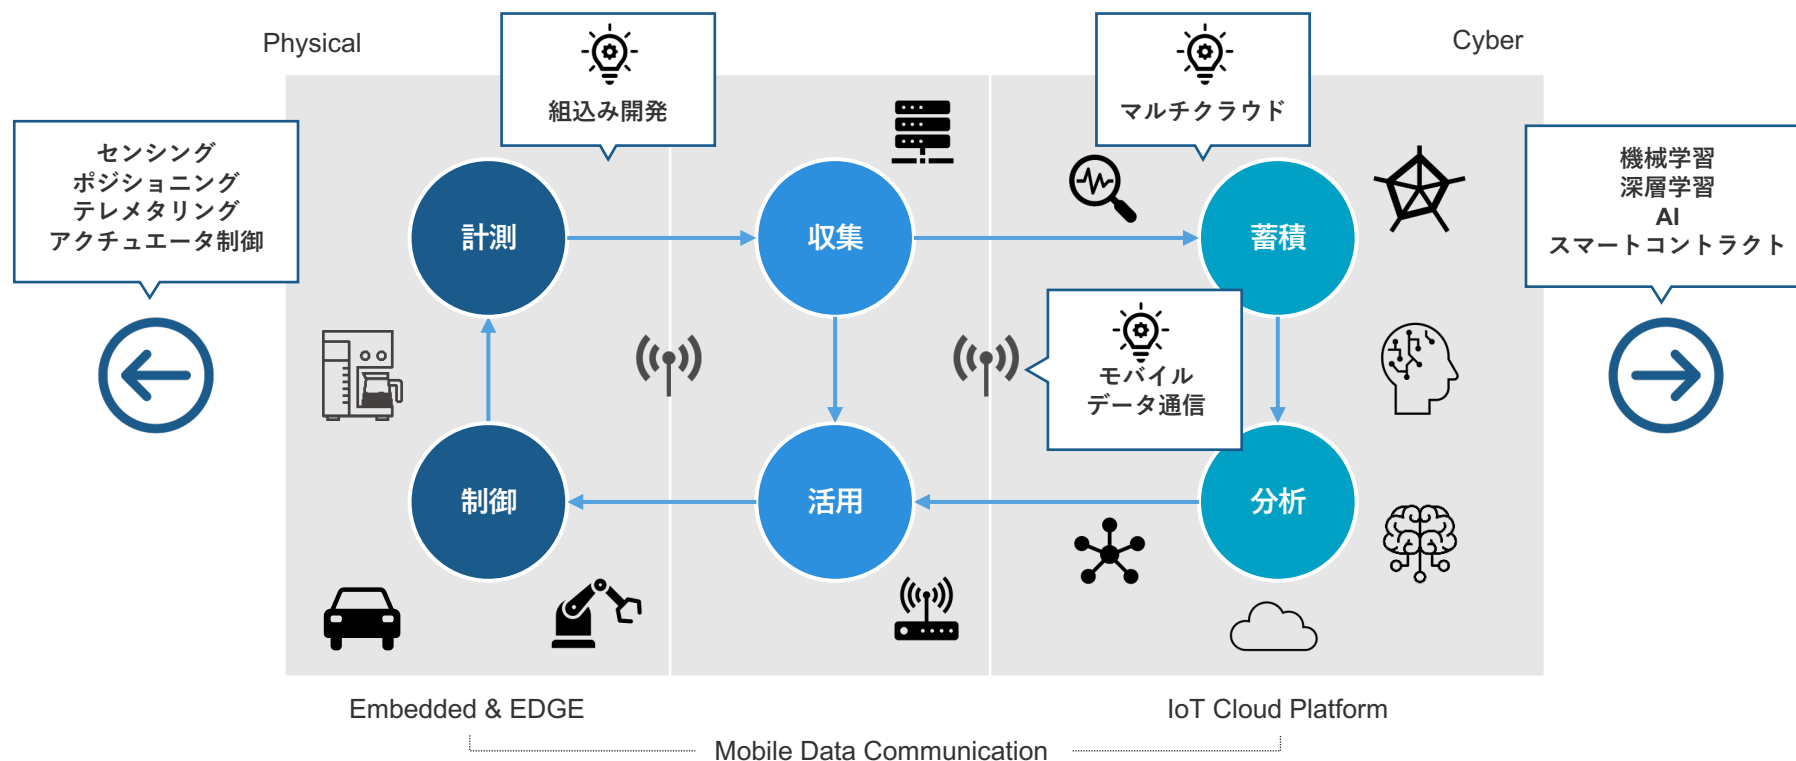 Physical
Cyber
組込み開発
マルチクラウド
センシング
ポジショニング
テレメタリング
アクチュエータ制御
機械学習
深層学習
AI
スマートコントラクト
計測
収集
蓄積
モバイル
データ通信
制御
活用
分析
Embedded & EDGE
IoT Cloud Platform
Mobile Data Communication